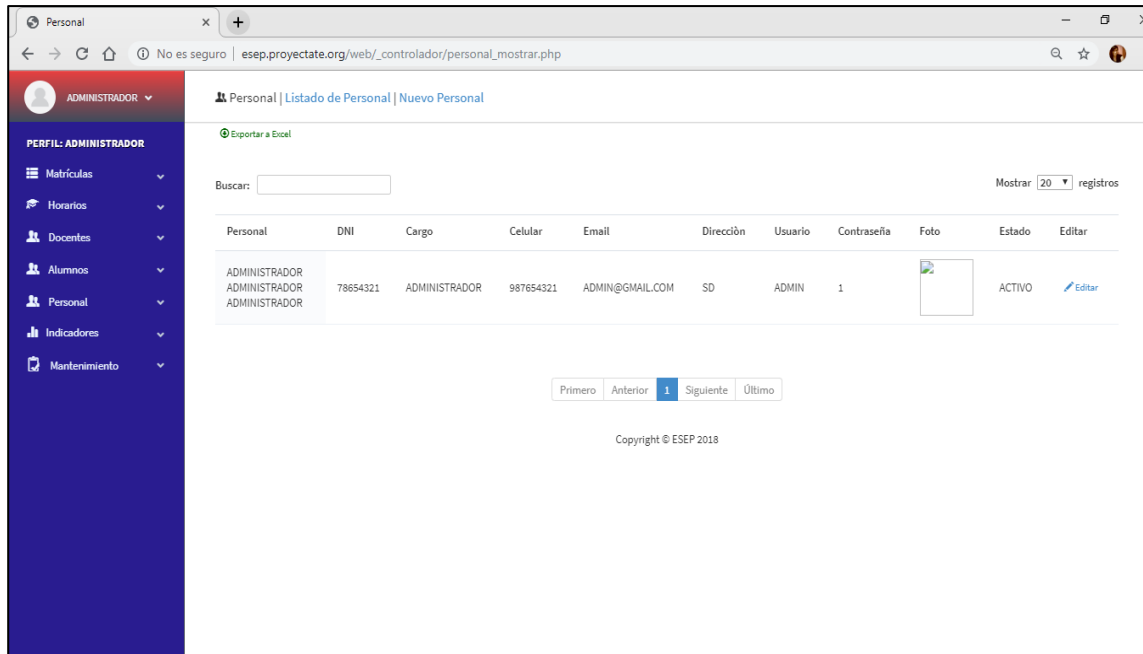 Personal
No es seguro | esep.proyectate.org/web/_controlador/personal_mostrar.php
ADMINISTRADOR
Personal | Listado de Personal | Nuevo Personal
Exportar a Excel
PERFIL: ADMINISTRADOR
Matrículas
Horarios
Docentes
Alumnos
Personal
Indicadores
Mantenimiento
Buscar:
Mostrar 20 registros
Personal DNI Cargo Celular Email Direcciòn Usuario Contraseña Foto Estado Editar
ADMINISTRADOR
ADMINISTRADOR 78654321 ADMINISTRADOR 987654321 ADMIN@GMAIL.COM SD ADMIN 1 ACTIVO Editar
ADMINISTRADOR
Primero Anterior 1 Siguiente Último
Copyright © ESEP 2018